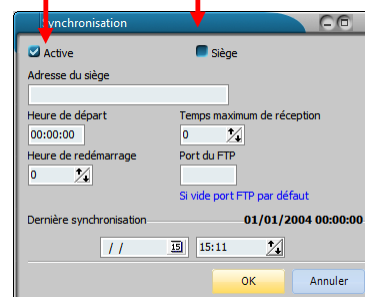 Synchronisation
Active Siège
Adresse du siège
Heure de départ Temps maximum de réception
00:00:00 0
Heure de redémarrage Port du FTP
0
Si vide port FTP par défaut
Dernière synchronisation 01/01/2004 00:00:00
/ / 15 15:11
OK Annuler